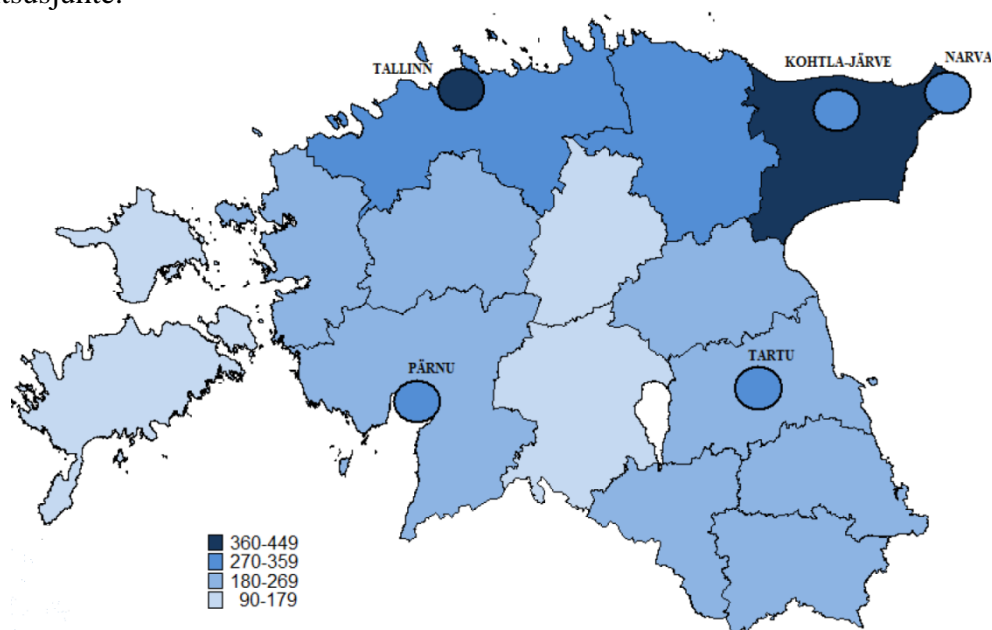 TALLINN
KOHTLA-JÄRVE
NARVA
PÄRNU
TARTU
360-449
270-359
180-269
90-179